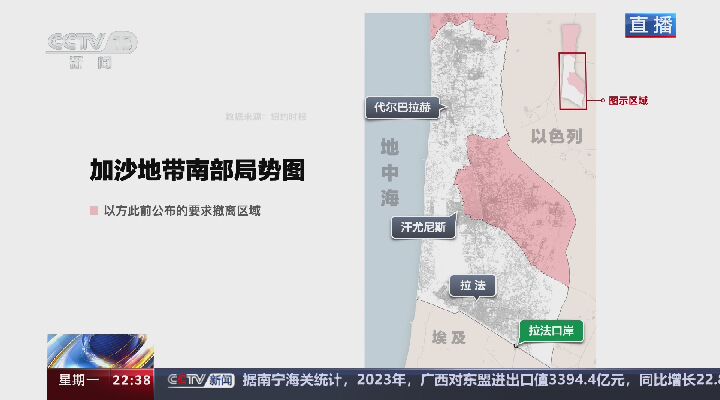 CCTV 13
新闻
直播
数据来源：纽约时报
加沙地带南部局势图
以方此前公布的要求撤离区域
图示区域
代尔巴拉赫
以色列
地中海
汗尤尼斯
拉法
拉法口岸
埃及
星期一 22:38 CCTV 新闻 据南宁海关统计，2023年，广西对东盟进出口值3394.4亿元，同比增长22.8